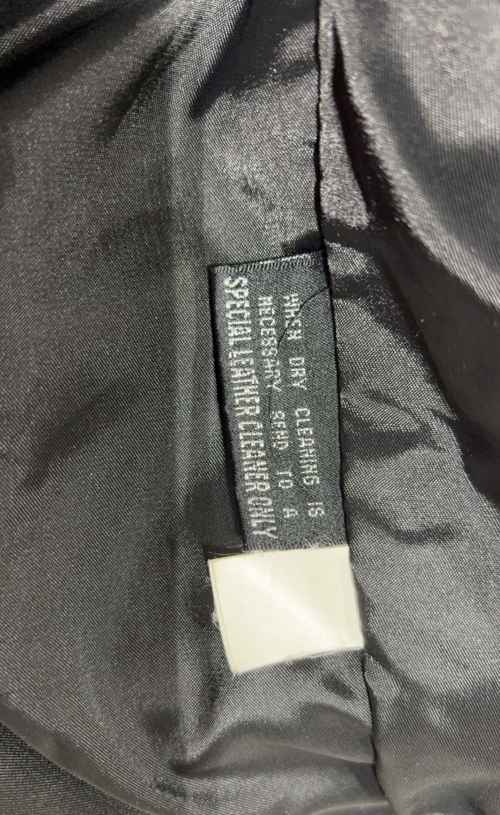 WHEN DRY CLEANING IS
NECESSARY SEND TO A
SPECIAL LEATHER CLEANER ONLY